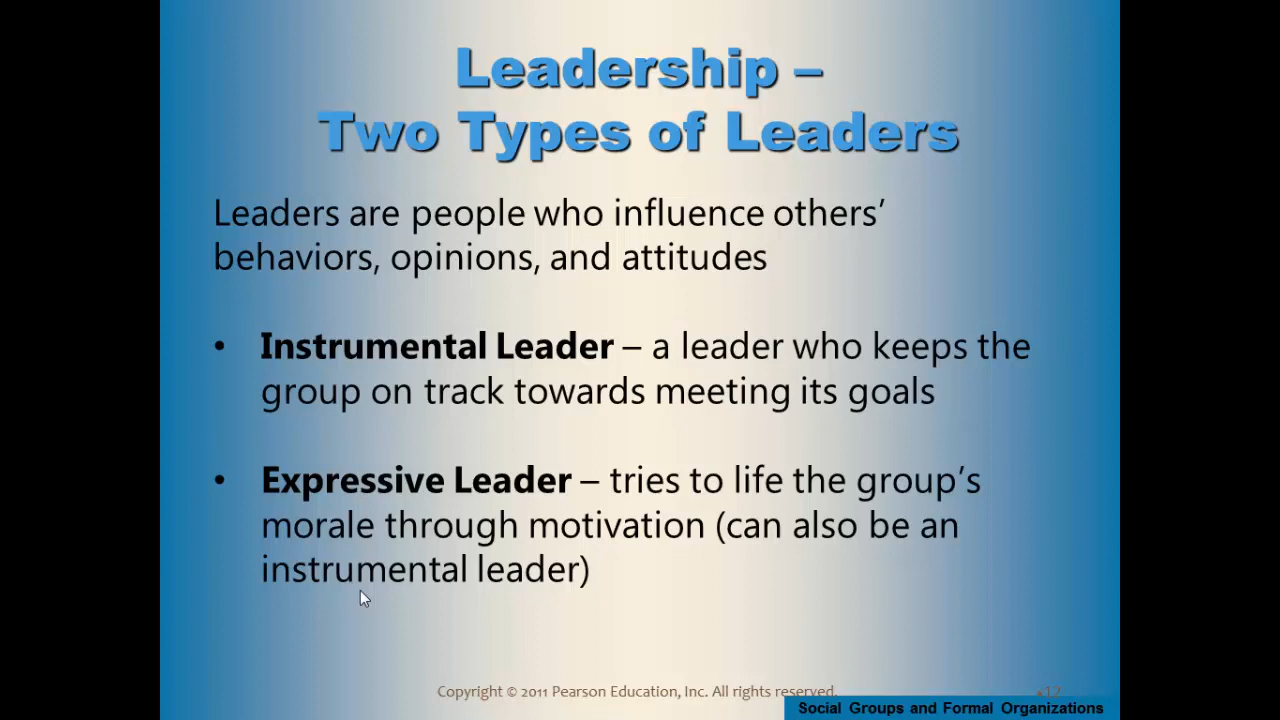 Leadership –
Two Types of Leaders
Leaders are people who influence others’
behaviors, opinions, and attitudes
• Instrumental Leader – a leader who keeps the
group on track towards meeting its goals
• Expressive Leader – tries to life the group’s
morale through motivation (can also be an
instrumental leader)
Copyright © 2011 Pearson Education, Inc. All rights reserved.
•12
Social Groups and Formal Organizations